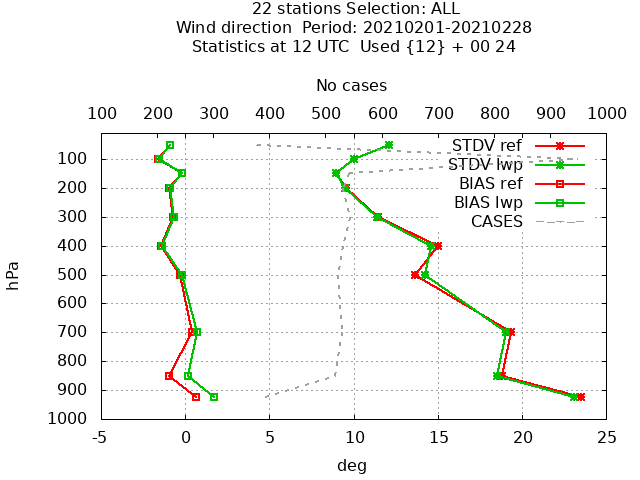 22 stations Selection: ALL
Wind direction  Period: 20210201-20210228
Statistics at 12 UTC  Used {12} + 00 24
No cases
100 200 300 400 500 600 700 800 900 1000
STDV ref
STDV lwp
BIAS ref
BIAS lwp
CASES
hPa
100
200
300
400
500
600
700
800
900
1000
-5 0 5 10 15 20 25
deg